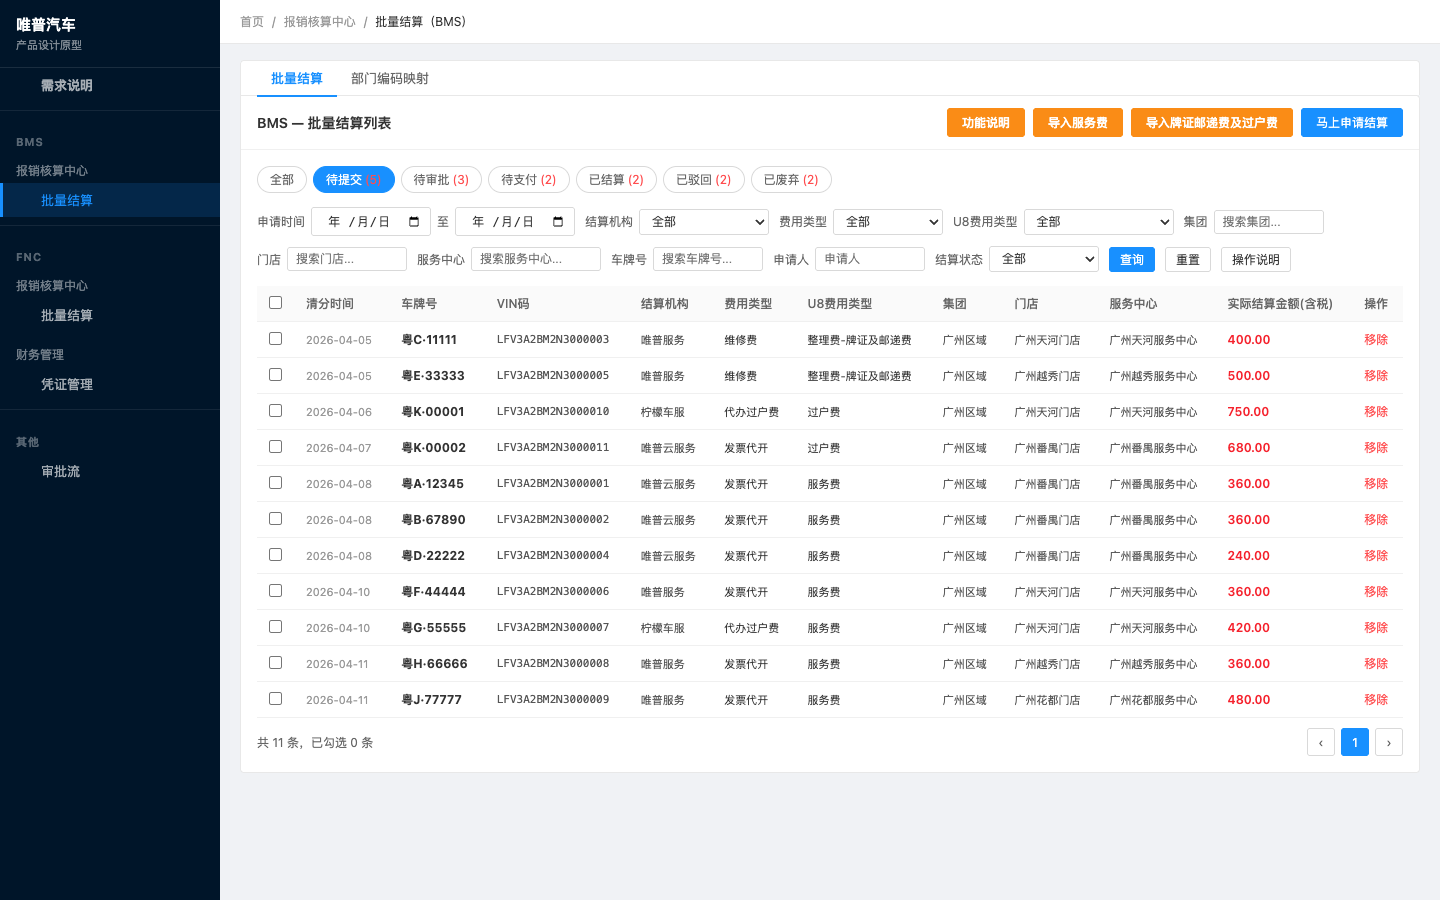 唯普汽车
产品设计原型
需求说明
BMS
报销核算中心
批量结算
FNC
报销核算中心
批量结算
财务管理
凭证管理
其他
审批流
首页 / 报销核算中心 / 批量结算（BMS）
批量结算 部门编码映射
BMS — 批量结算列表 功能说明 导入服务费 导入牌证邮递费及过户费 马上申请结算
全部 待提交 待审批 (3) 待支付 (2) 已结算 (2) 已驳回 (2) 已废弃 (2)
申请时间 年 /月/日 至 年 /月/日 结算机构 全部 费用类型 全部 U8费用类型 全部 集团 搜索集团...
门店 搜索门店... 服务中心 搜索服务中心... 车牌号 搜索车牌号... 申请人 申请人 结算状态 全部 查询 重置 操作说明
清分时间 车牌号 VIN码 结算机构 费用类型 U8费用类型 集团 门店 服务中心 实际结算金额(含税) 操作
2026-04-05 粤C·11111 LFV3A2BM2N3000003 唯普服务 维修费 整理费-牌证及邮递费 广州区域 广州天河门店 广州天河服务中心 400.00 移除
2026-04-05 粤E·33333 LFV3A2BM2N3000005 唯普服务 维修费 整理费-牌证及邮递费 广州区域 广州越秀门店 广州越秀服务中心 500.00 移除
2026-04-06 粤K·00001 LFV3A2BM2N3000010 柠檬车服 代办过户费 过户费 广州区域 广州天河门店 广州天河服务中心 750.00 移除
2026-04-07 粤K·00002 LFV3A2BM2N3000011 唯普云服务 发票代开 过户费 广州区域 广州番禺门店 广州番禺服务中心 680.00 移除
2026-04-08 粤A·12345 LFV3A2BM2N3000001 唯普云服务 发票代开 服务费 广州区域 广州番禺门店 广州番禺服务中心 360.00 移除
2026-04-08 粤B·67890 LFV3A2BM2N3000002 唯普云服务 发票代开 服务费 广州区域 广州番禺门店 广州番禺服务中心 360.00 移除
2026-04-08 粤D·22222 LFV3A2BM2N3000004 唯普云服务 发票代开 服务费 广州区域 广州番禺门店 广州番禺服务中心 240.00 移除
2026-04-10 粤F·44444 LFV3A2BM2N3000006 唯普服务 发票代开 服务费 广州区域 广州天河门店 广州天河服务中心 360.00 移除
2026-04-10 粤G·55555 LFV3A2BM2N3000007 柠檬车服 代办过户费 服务费 广州区域 广州天河门店 广州天河服务中心 420.00 移除
2026-04-11 粤H·66666 LFV3A2BM2N3000008 唯普服务 发票代开 服务费 广州区域 广州越秀门店 广州越秀服务中心 360.00 移除
2026-04-11 粤J·77777 LFV3A2BM2N3000009 唯普服务 发票代开 服务费 广州区域 广州花都门店 广州花都服务中心 480.00 移除
共 11 条，已勾选 0 条 ‹ 1 ›